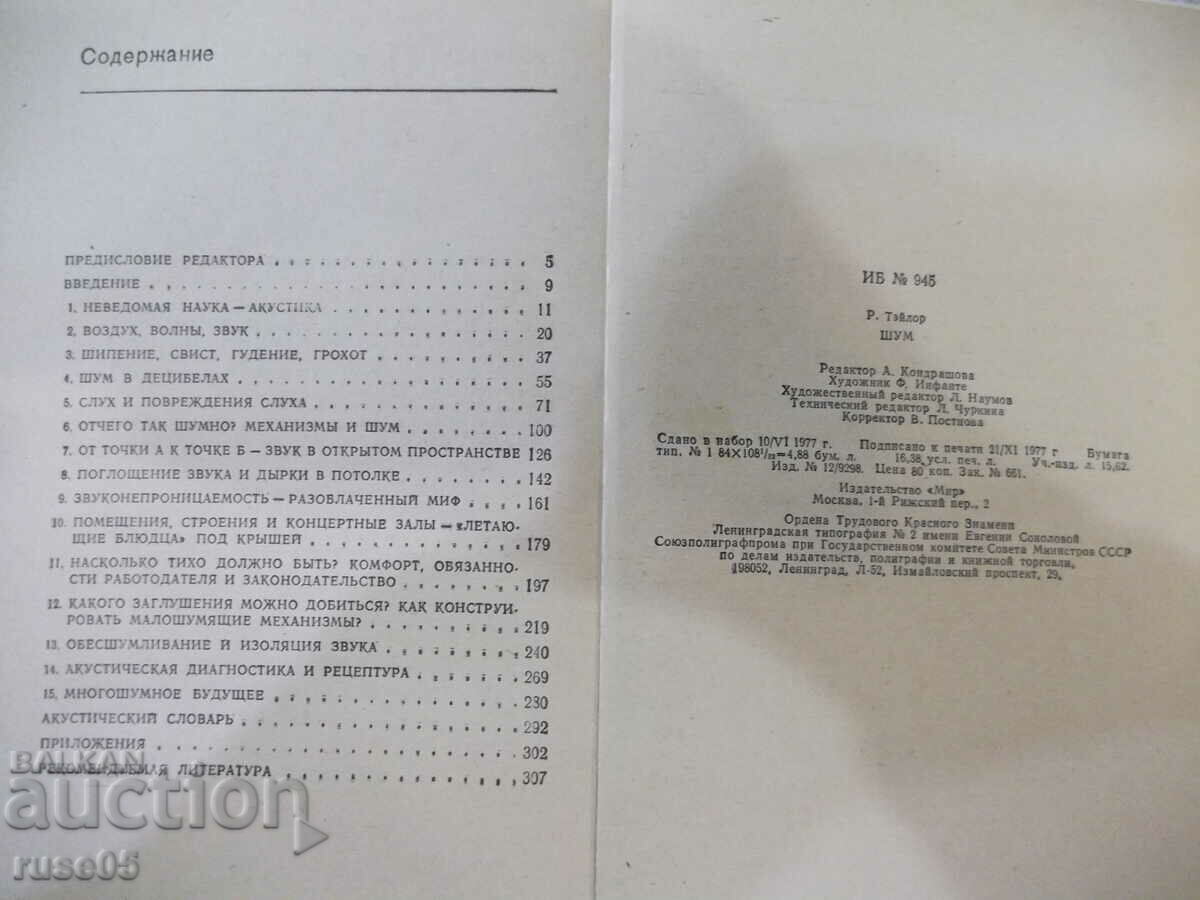 Содержание
ПРЕДИСЛОВИЕ РЕДАКТОРА 5
ВВЕДЕНИЕ 9
1. НЕВЕДОМАЯ НАУКА — АКУСТИКА 11
2. ВОЗДУХ, ВОЛНЫ, ЗВУК 20
3. ШИПЕНИЕ, СВИСТ, ГУДЕНИЕ, ГРОХОТ 37
4. ШУМ В ДЕЦИБЕЛАХ 55
5. СЛУХ И ПОВРЕЖДЕНИЯ СЛУХА 71
6. ОТЧЕГО ТАК ШУМНО? МЕХАНИЗМЫ И ШУМ 100
7. ОТ ТОЧКИ А К ТОЧКЕ Б — ЗВУК В ОТКРЫТОМ ПРОСТРАНСТВЕ 126
8. ПОГЛОЩЕНИЕ ЗВУКА И ДЫРКИ В ПОТОЛКЕ 142
9. ЗВУКОНЕПРОНИЦАЕМОСТЬ — РАЗОБЛАЧЕННЫЙ МИФ 161
10. ПОМЕЩЕНИЯ, СТРОЕНИЯ И КОНЦЕРТНЫЕ ЗАЛЫ — «ЛЕТАЮ-
ЩИЕ БЛЮДЦА» ПОД КРЫШЕЙ 179
11. НАСКОЛЬКО ТИХО ДОЛЖНО БЫТЬ? КОМФОРТ, ОБЯЗАННО-
СТИ РАБОТОДАТЕЛЯ И ЗАКОНОДАТЕЛЬСТВО 197
12. КАКОГО ЗАГЛУШЕНИЯ МОЖНО ДОБИТЬСЯ? КАК КОНСТРУИ-
РОВАТЬ МАЛОШУМЯЩИЕ МЕХАНИЗМЫ? 219
13. ОБЕСШУМЛИВАНИЕ И ИЗОЛЯЦИЯ ЗВУКА 240
14. АКУСТИЧЕСКАЯ ДИАГНОСТИКА И РЕЦЕПТУРА 269
15. МНОГОШУМНОЕ БУДУЩЕЕ 280
АКУСТИЧЕСКИЙ СЛОВАРЬ 292
ПРИЛОЖЕНИЯ 302
РЕКОМЕНДУЕМАЯ ЛИТЕРАТУРА 307
ИБ № 945
Р. Тэйлор
ШУМ
Редактор А. Кондрашова
Художник Ф. Инфанте
Художественный редактор Л. Наумов
Технический редактор Л. Чуркина
Корректор В. Постнова
Сдано в набор 10/VI 1977 г. Подписано к печати 21/XI 1977 г. Бумага
тип. № 1 84×108¹/₃₂=4,88 бум. л. 16,38 усл. печ. л. Уч.-изд. л. 15,62.
Изд. № 12/9298. Цена 80 коп. Зак. № 661.
Издательство «Мир»
Москва, 1-й Рижский пер., 2
Ордена Трудового Красного Знамени
Ленинградская типография № 2 имени Евгении Соколовой
Союзполиграфпрома при Государственном комитете Совета Министров СССР
по делам издательств, полиграфии и книжной торговли,
198052, Ленинград, Л-52, Измайловский проспект, 29.
BALKAN
auction
ruse05